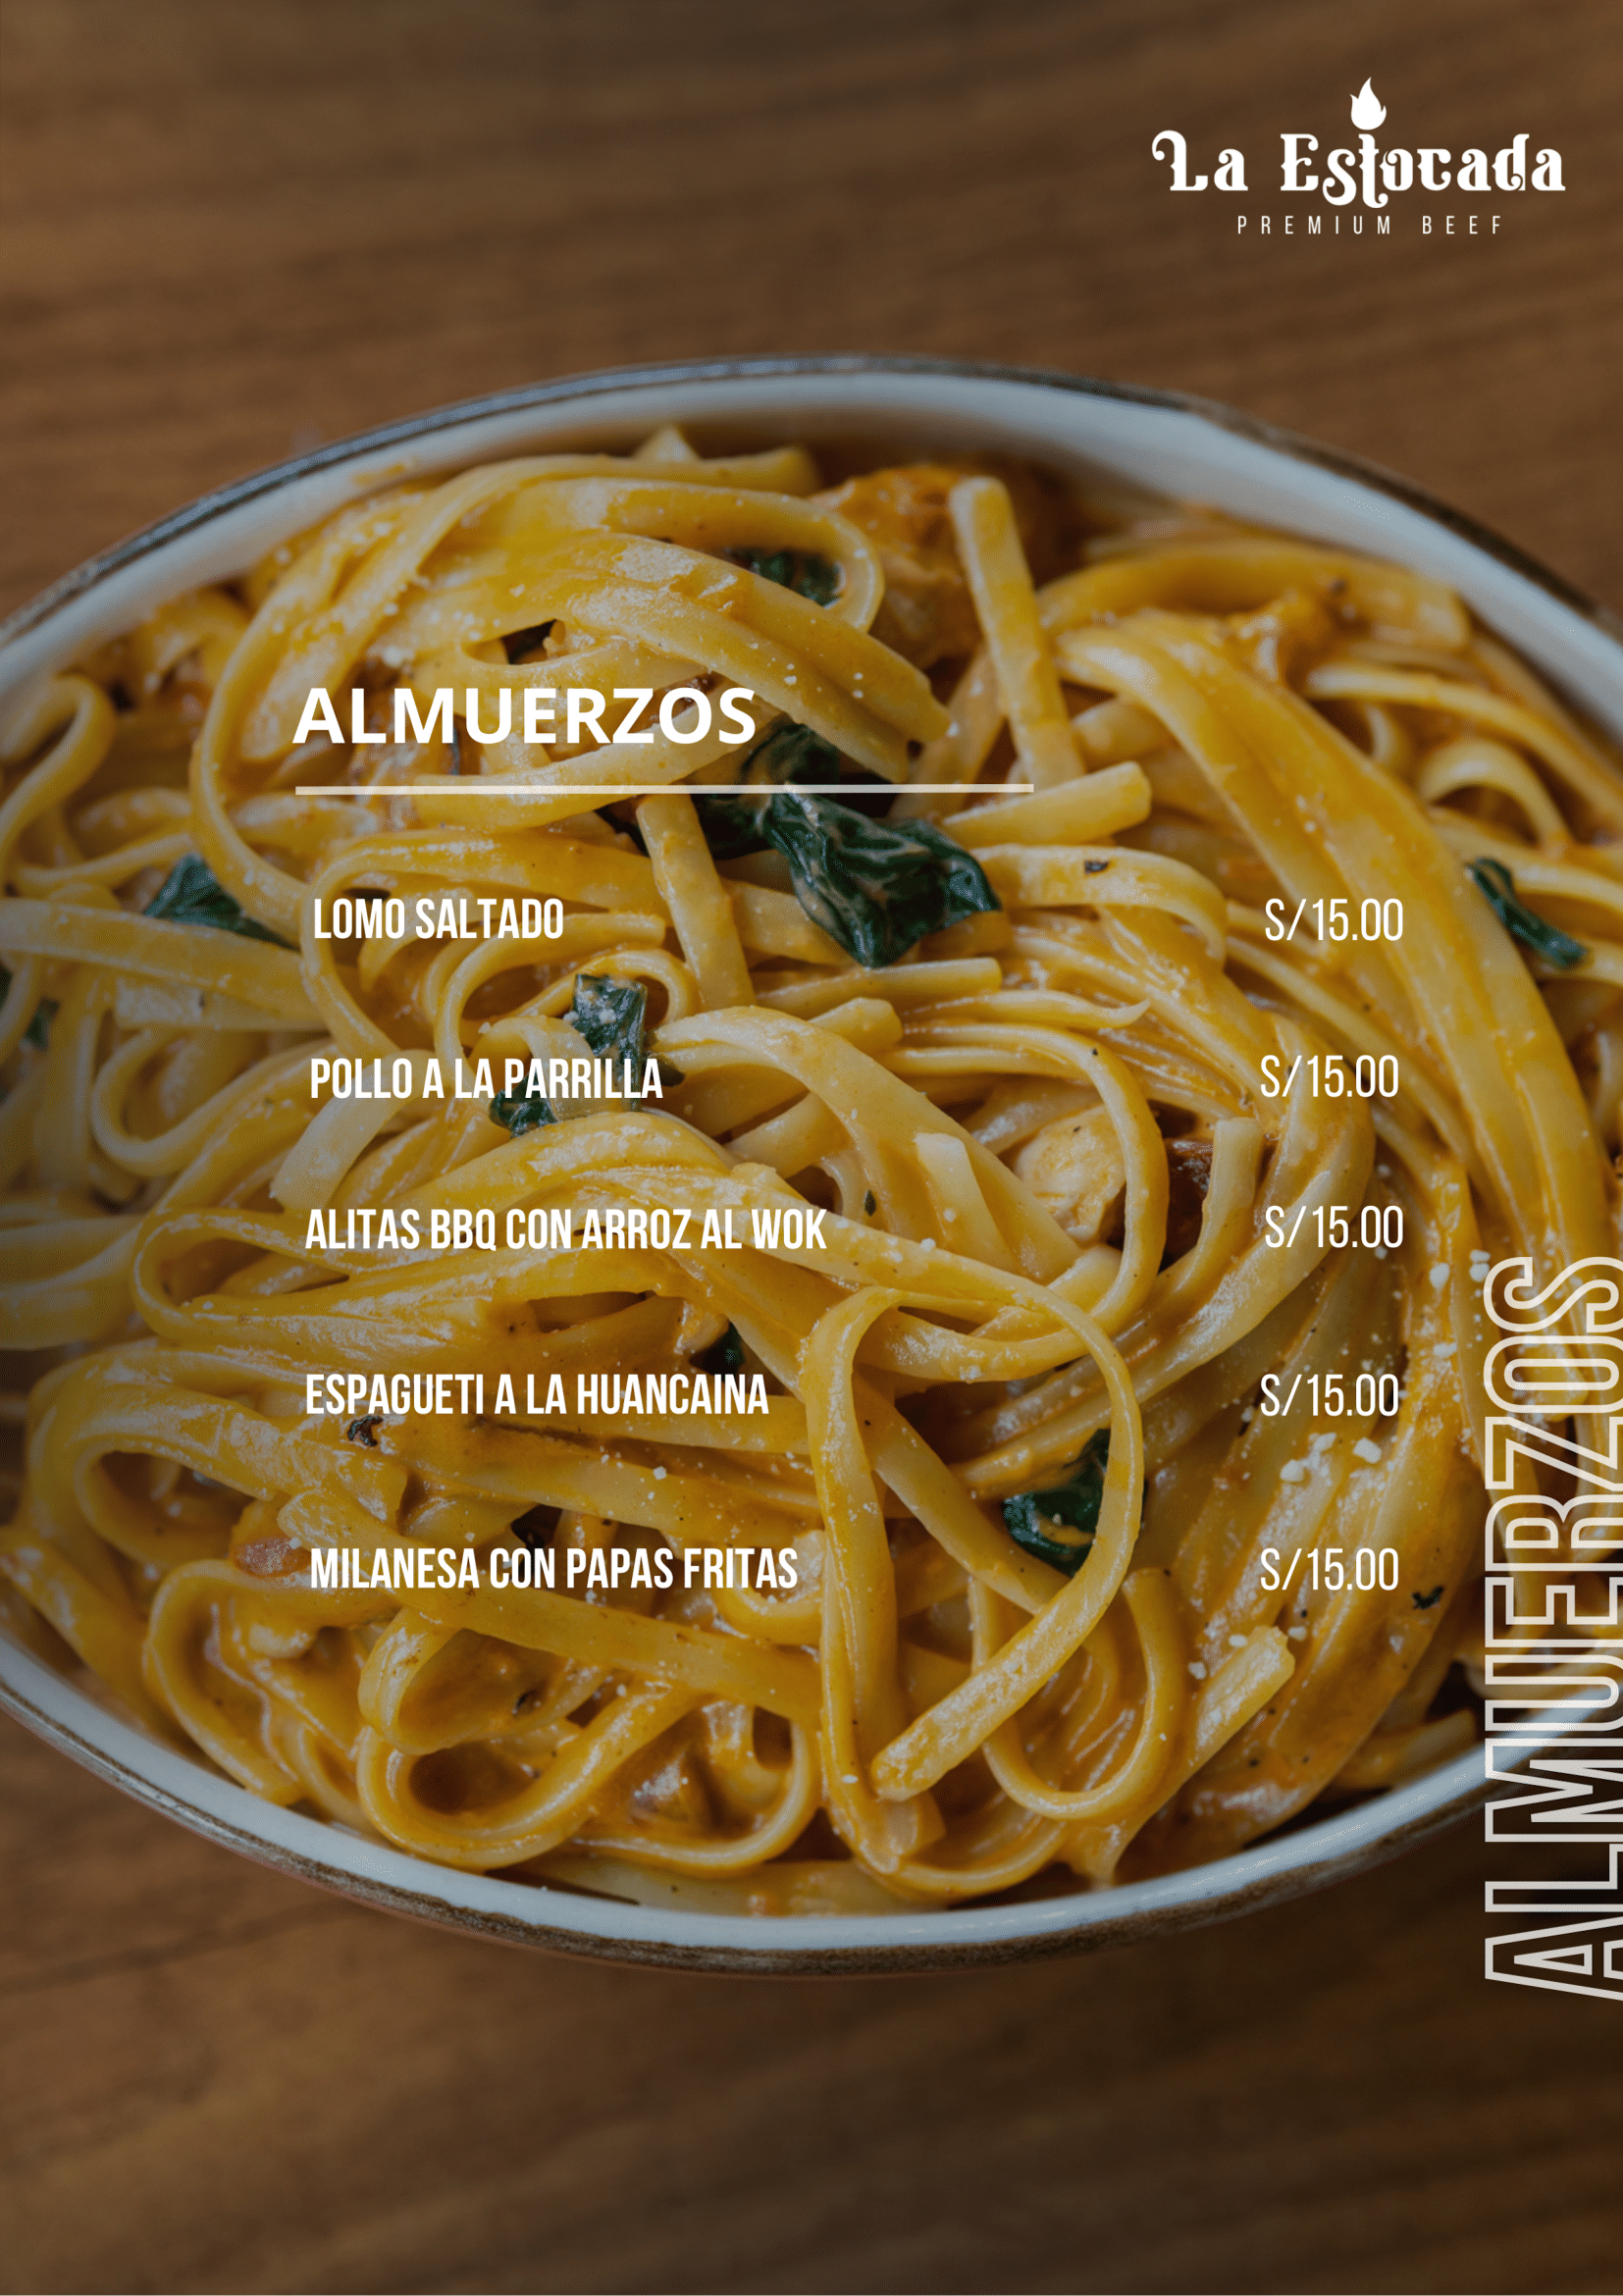 La Estocada
PREMIUM BEEF
ALMUERZOS
LOMO SALTADO S/15.00
POLLO A LA PARRILLA S/15.00
ALITAS BBQ CON ARROZ AL WOK S/15.00
ESPAGUETI A LA HUANCAINA S/15.00
MILANESA CON PAPAS FRITAS S/15.00
ALMUERZOS